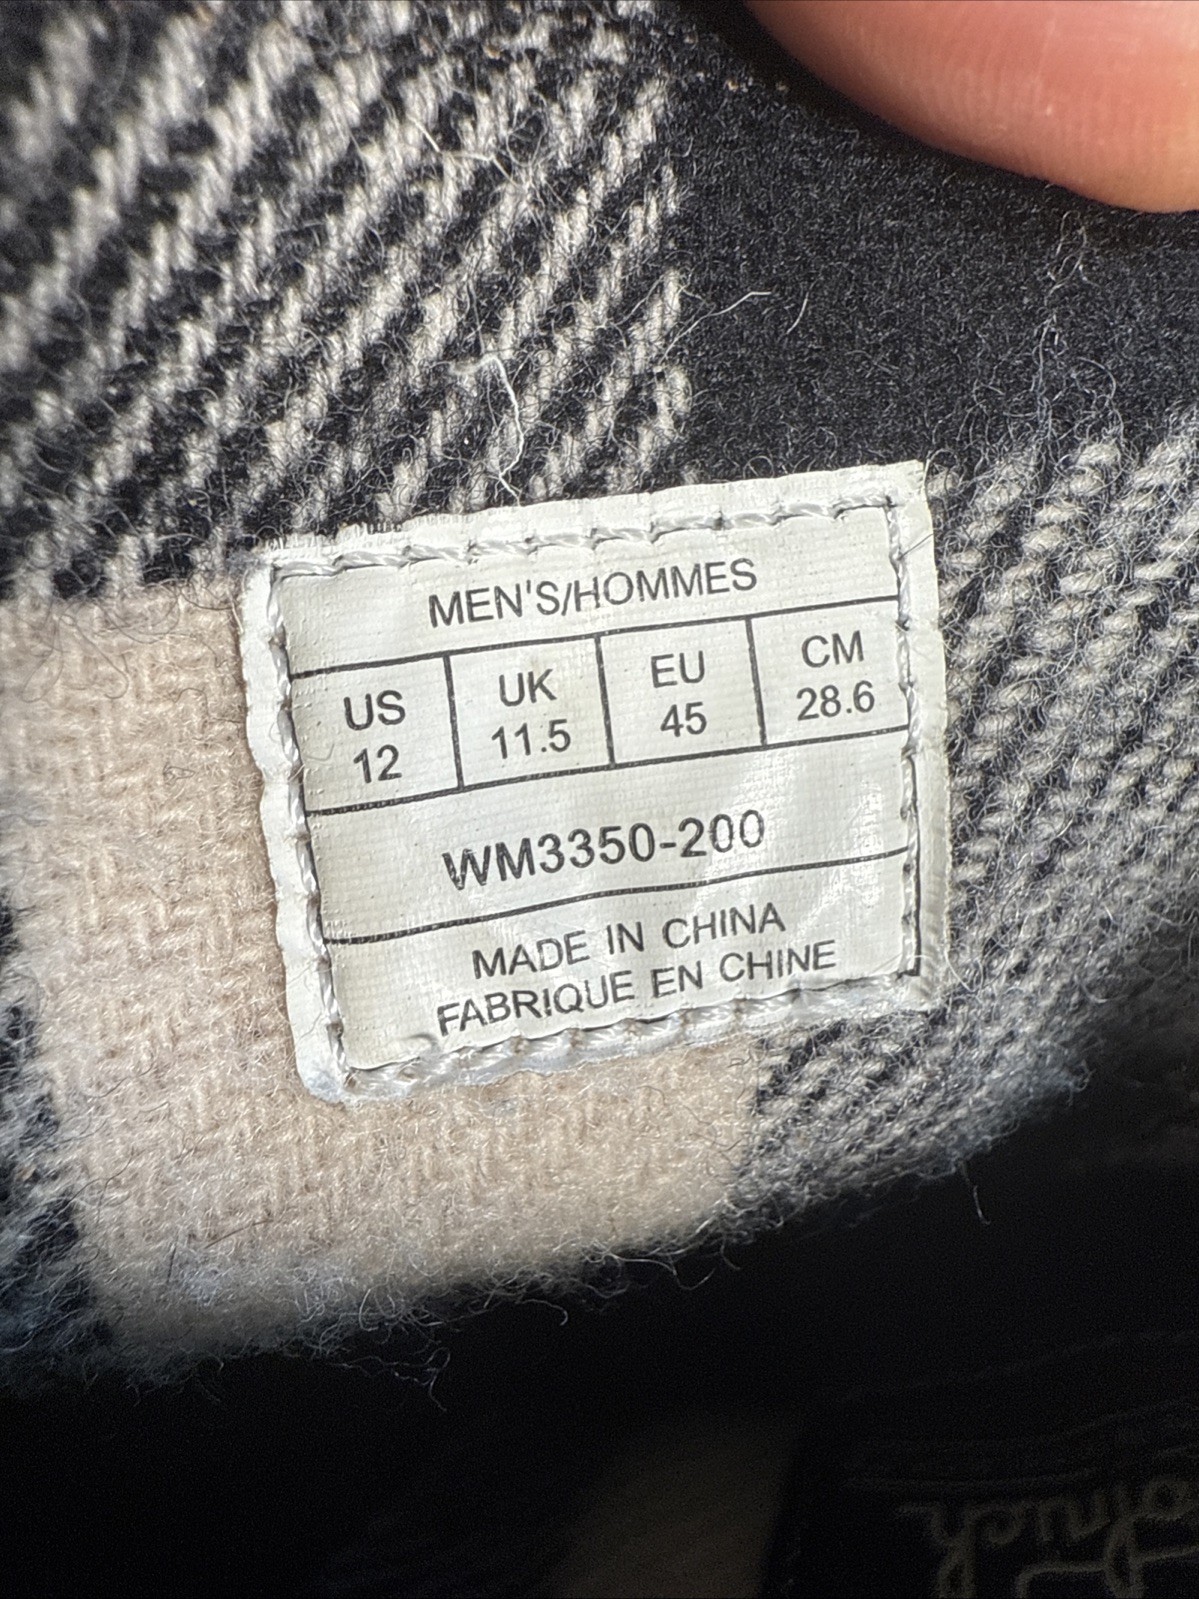 MEN'S/HOMMES
US UK EU CM
12 11.5 45 28.6
WM3350-200
MADE IN CHINA
FABRIQUE EN CHINE